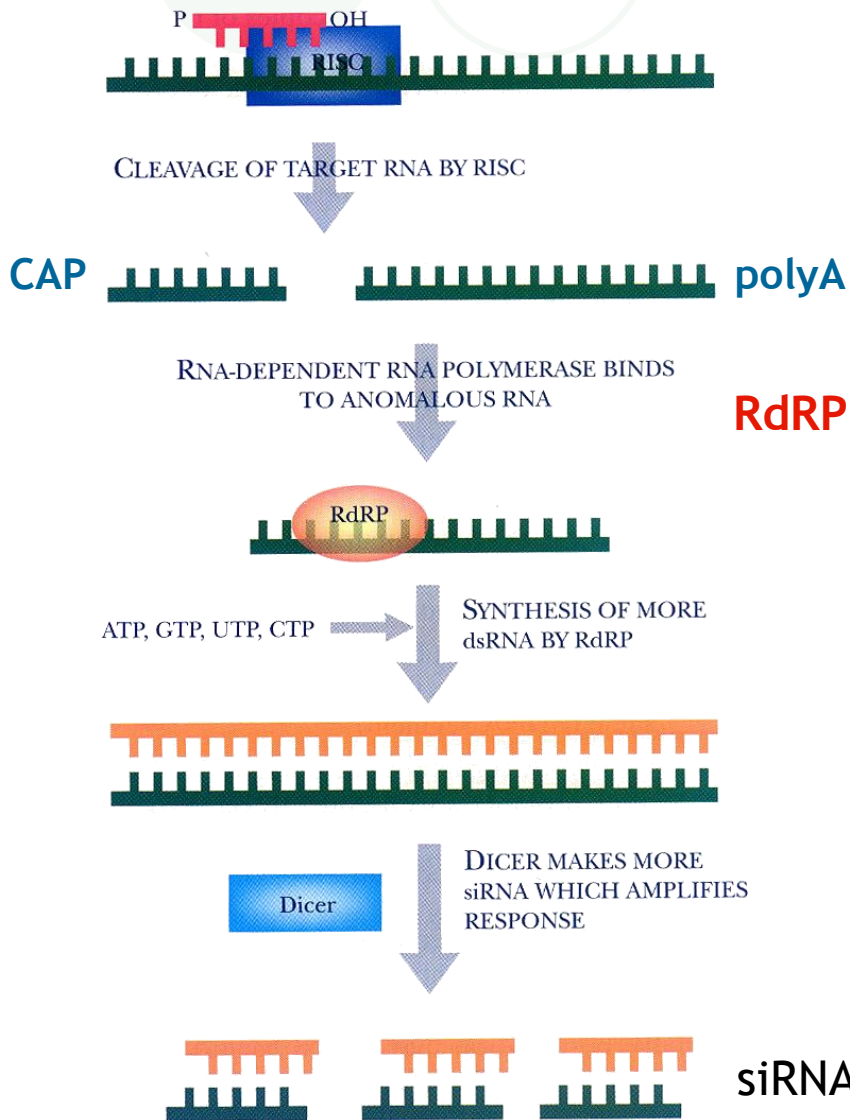 P
OH
RISC
CLEAVAGE OF TARGET RNA BY RISC
CAP
polyA
RNA-DEPENDENT RNA POLYMERASE BINDS
TO ANOMALOUS RNA
RdRP
RdRP
ATP, GTP, UTP, CTP
SYNTHESIS OF MORE
dsRNA BY RdRP
Dicer
DICER MAKES MORE
siRNA WHICH AMPLIFIES
RESPONSE
siRNA